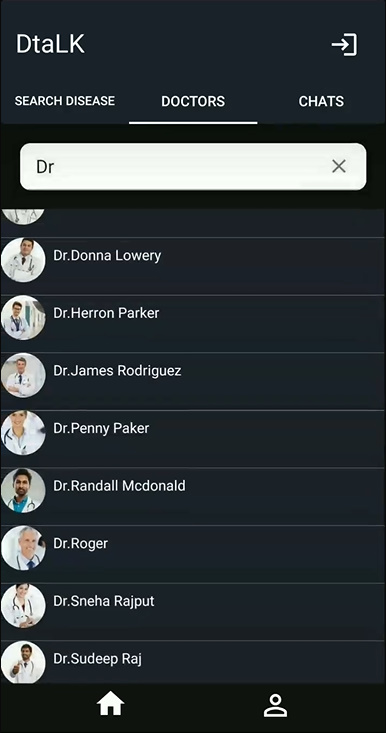 DtaLK
SEARCH DISEASE
DOCTORS
CHATS
Dr
Dr.Donna Lowery
Dr.Herron Parker
Dr.James Rodriguez
Dr.Penny Paker
Dr.Randall Mcdonald
Dr.Roger
Dr.Sneha Rajput
Dr.Sudeep Raj